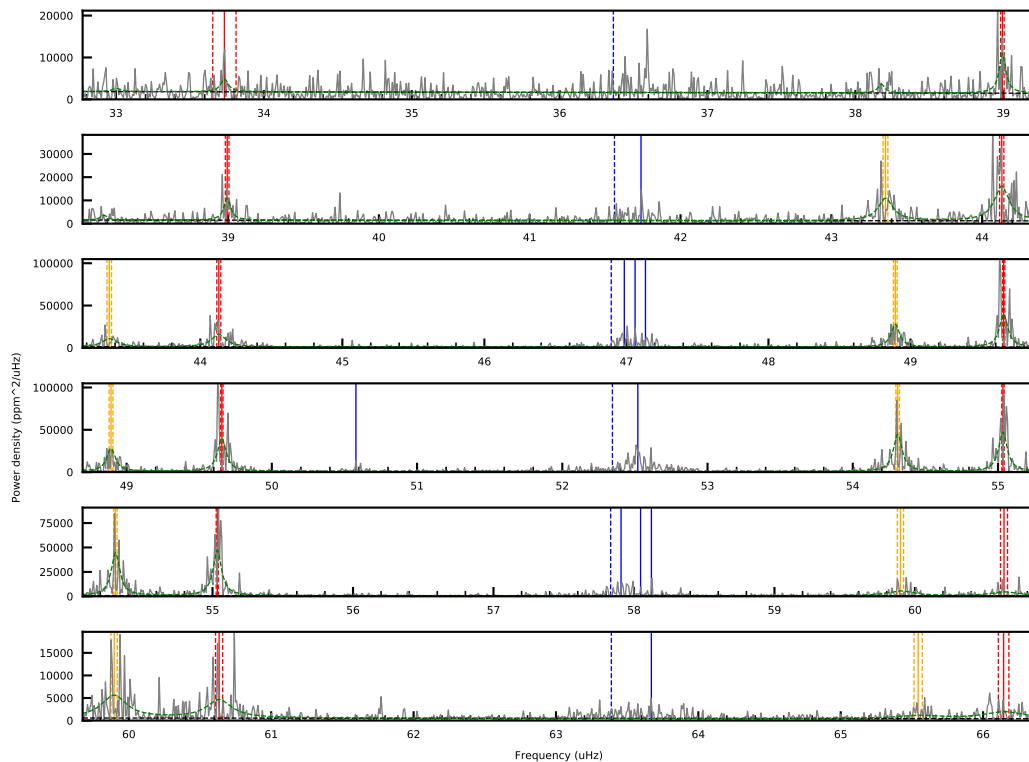 20000
10000
0
33 34 35 36 37 38 39
30000
20000
10000
0
39 40 41 42 43 44
100000
50000
0
44 45 46 47 48 49
Power density (ppm^2/uHz)
100000
50000
0
49 50 51 52 53 54 55
75000
50000
25000
0
55 56 57 58 59 60
15000
10000
5000
0
60 61 62 63 64 65 66
Frequency (uHz)